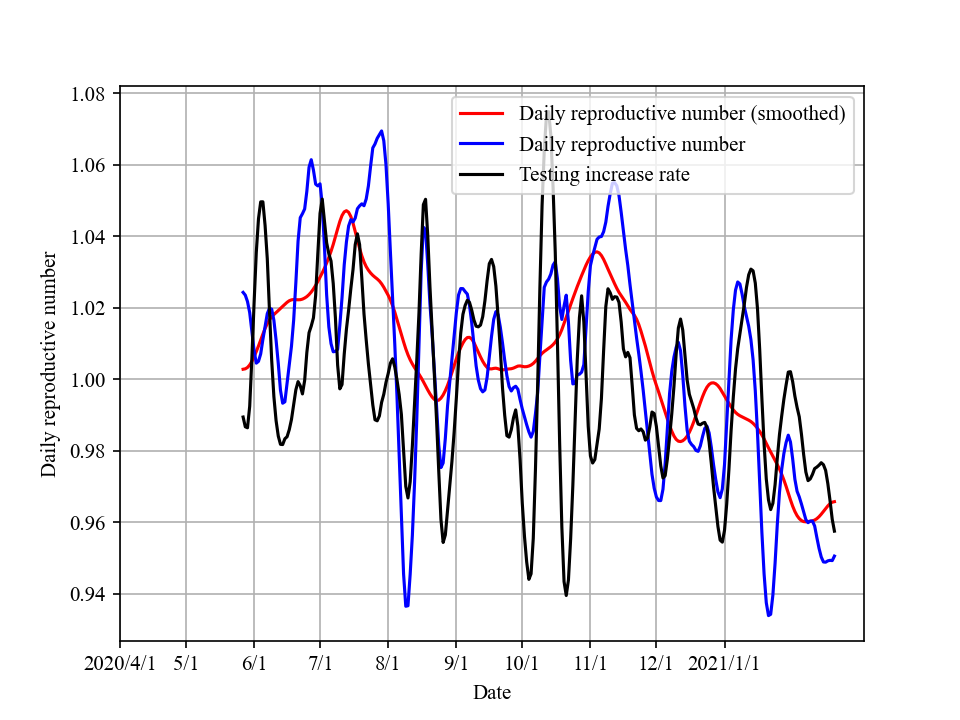 1.08
1.06
1.04
1.02
1.00
0.98
0.96
0.94
Daily reproductive number
Daily reproductive number (smoothed)
Daily reproductive number
Testing increase rate
2020/4/1 5/1 6/1 7/1 8/1 9/1 10/1 11/1 12/1 2021/1/1
Date